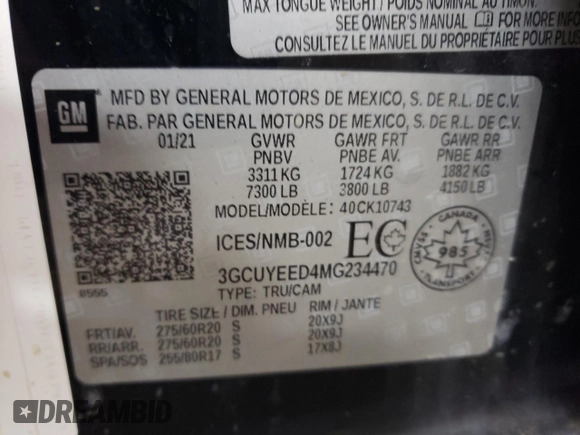 MAX TONGUE WEIGHT / POIDS NOMINAL AU TIMON:
SEE OWNER'S MANUAL FOR MORE INFORM
CONSULTEZ LE MANUEL DU PROPRIÉTAIRE POUR PLUS
GM
MFD BY GENERAL MOTORS DE MEXICO, S. DE R.L. DE C.V.
FAB. PAR GENERAL MOTORS DE MEXICO, S. DE R.L. DE C.V.
01/21 GVWR GAWR FRT GAWR RR
PNBV PNBE AV. PNBE ARR
3311 KG 1724 KG 1882 KG
7300 LB 3800 LB 4150 LB
MODEL/MODÈLE: 40CK10743
ICES/NMB-002 EC
CANADA
CMVSS NSVAC
985
TRANSPORT
3GCUYEED4MG234470
TYPE: TRU/CAM
TIRE SIZE / DIM. PNEU RIM / JANTE
FRT/AV. 275/60R20 S 20X9J
RR/ARR. 275/60R20 S 20X9J
SPA/SOS 255/80R17 S 17X8J
DREAMBID